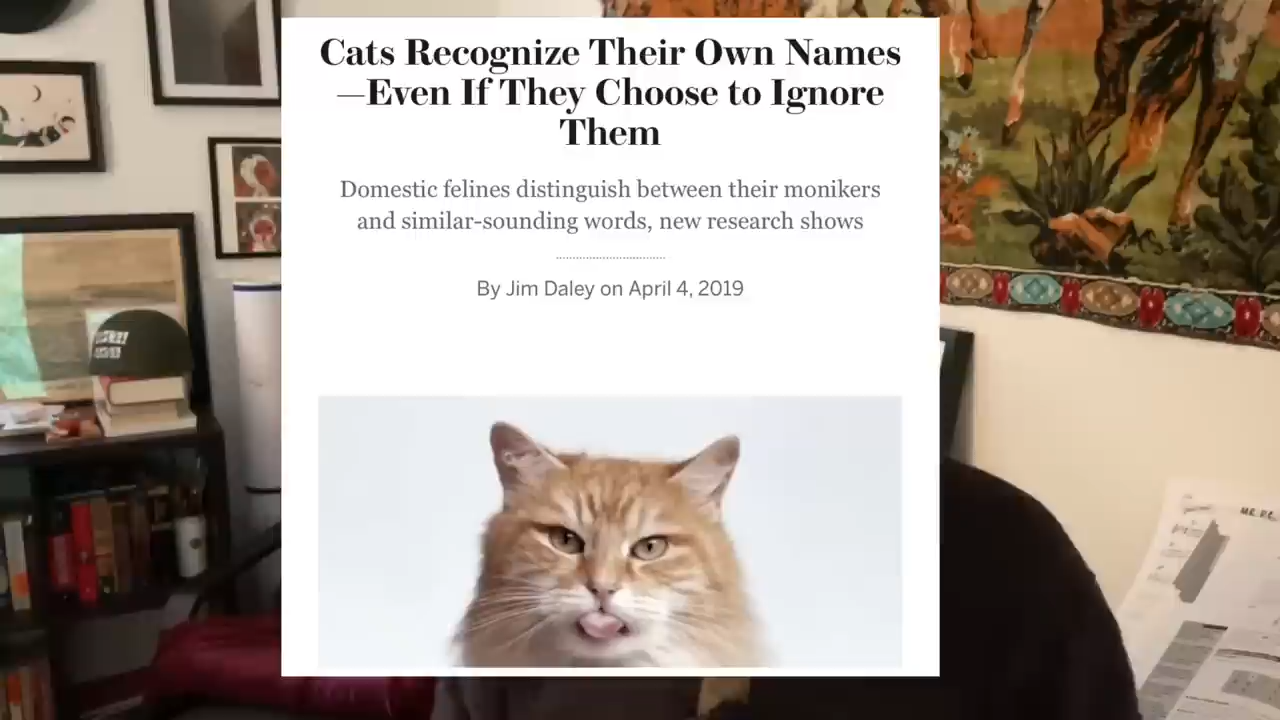 Cats Recognize Their Own Names
—Even If They Choose to Ignore
Them
Domestic felines distinguish between their monikers
and similar-sounding words, new research shows
By Jim Daley on April 4, 2019